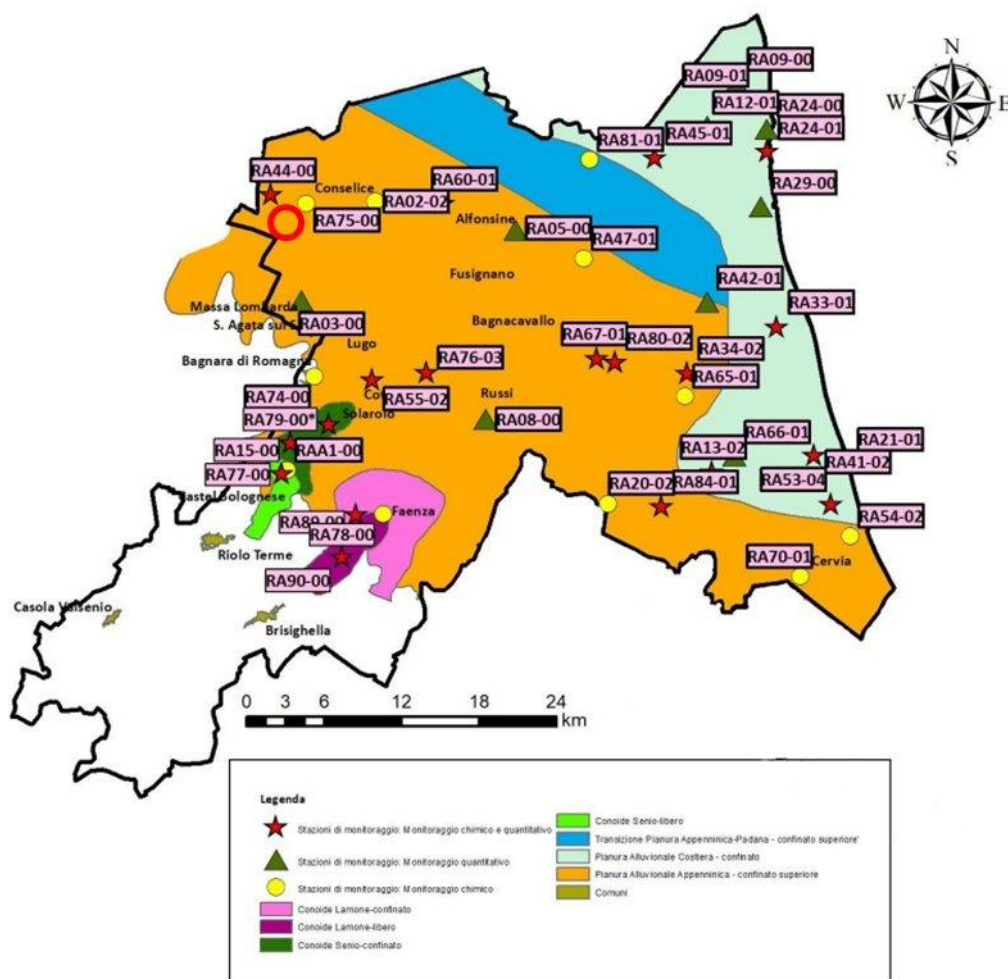 N
W E
S
RA09-00
RA09-01
RA12-01
RA24-00
RA24-01
RA81-01
RA45-01
RA44-00
RA60-01
Conselice
RA02-02
RA29-00
RA75-00
Alfonsine
RA05-00
RA47-01
Fusignano
RA42-01
Massa Lombarda
RA33-01
S. Agata sul S
RA03-00
Bagnacavallo
RA67-01
RA80-02
Lugo
RA34-02
Bagnara di Romagna
RA76-03
RA65-01
RA74-00
RA55-02
Russi
Solarolo
RA79-00*
RA08-00
RA66-01
RA21-01
RA15-00
RAA1-00
RA13-02
RA41-02
RA77-00
RA20-02
RA84-01
RA53-04
Castel Bolognese
RA89-00
Faenza
RA54-02
RA78-00
Riolo Terme
RA70-01
Cervia
RA90-00
Casola Valsenio
Brisighella
0 3 6 12 18 24
km
Legenda
Stazioni di monitoraggio: Monitoraggio chimico e quantitativo
Stazioni di monitoraggio: Monitoraggio quantitativo
Stazioni di monitoraggio: Monitoraggio chimico
Conoide Lamone-confinato
Conoide Lamone-libero
Conoide Senio-confinato
Conoide Senio-libero
Transizione Pianura Appenninica-Padana - confinato superiore'
Pianura Alluvionale Costiera - confinato
Pianura Alluvionale Appenninica - confinato superiore
Comuni